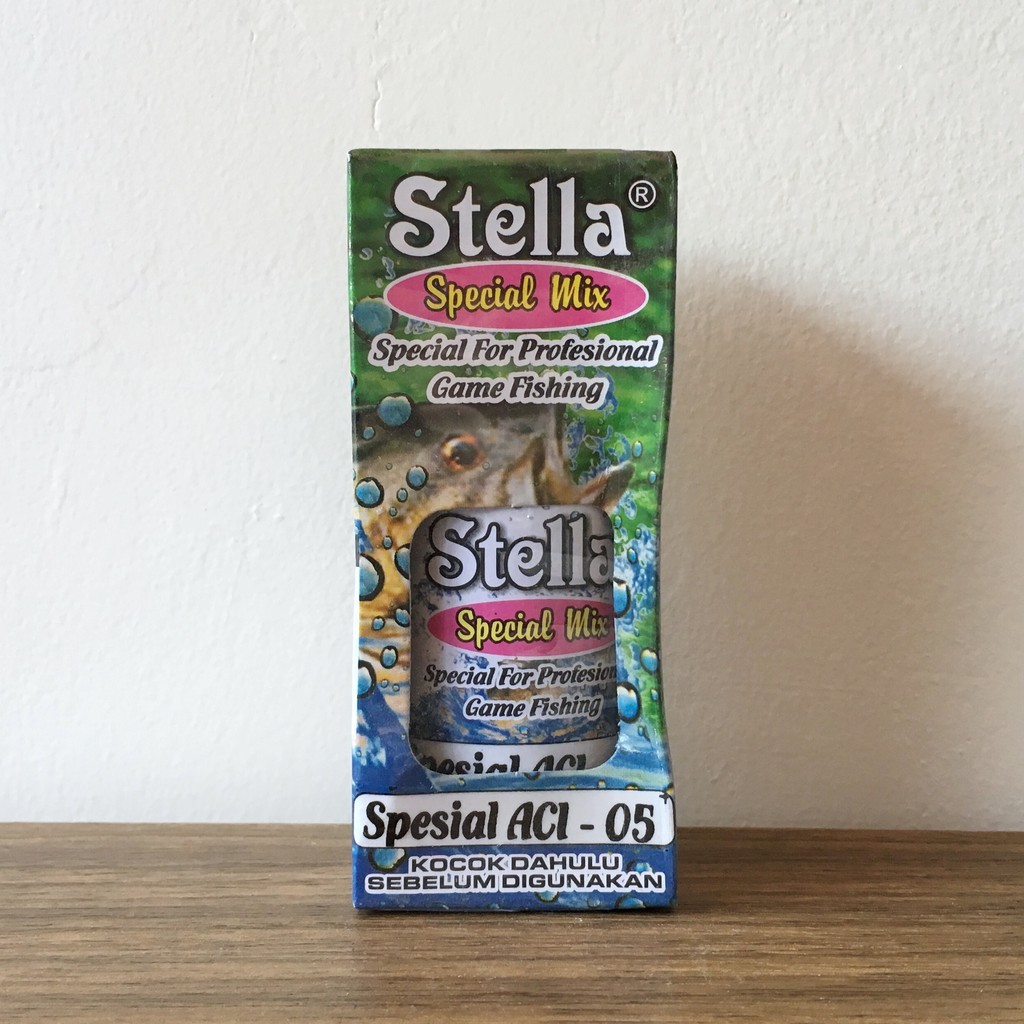 Stella®
Special Mix
Special For Profesional
Game Fishing
Stella
Special Mix
Special For
Game Fishing
Spesial ACI - 05
KOCOK DAHULU
SEBELUM DIGUNAKAN